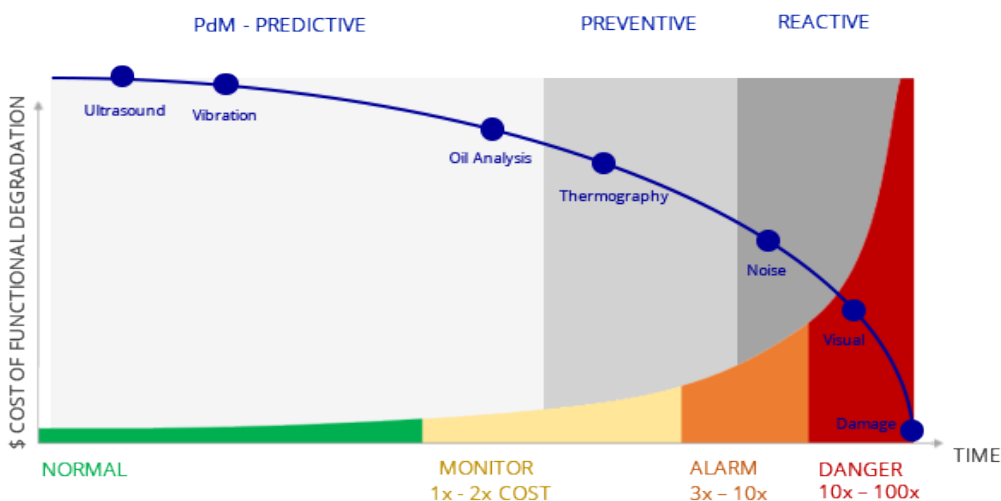 PdM - PREDICTIVE
PREVENTIVE
REACTIVE
$ COST OF FUNCTIONAL DEGRADATION
Ultrasound
Vibration
Oil Analysis
Thermography
Noise
Visual
Damage
TIME
NORMAL
MONITOR
1x - 2x COST
ALARM
3x – 10x
DANGER
10x – 100x